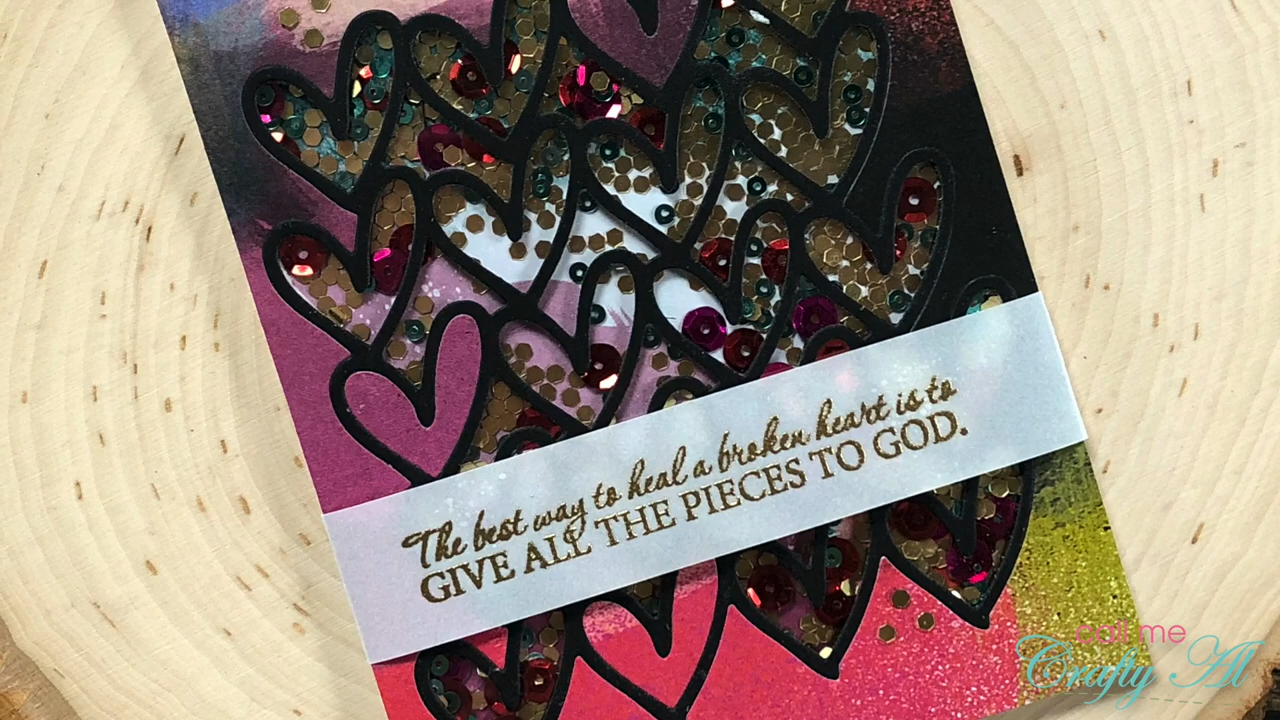 The best way to heal a broken heart is to
GIVE ALL THE PIECES TO GOD.
call me
Crafty Al